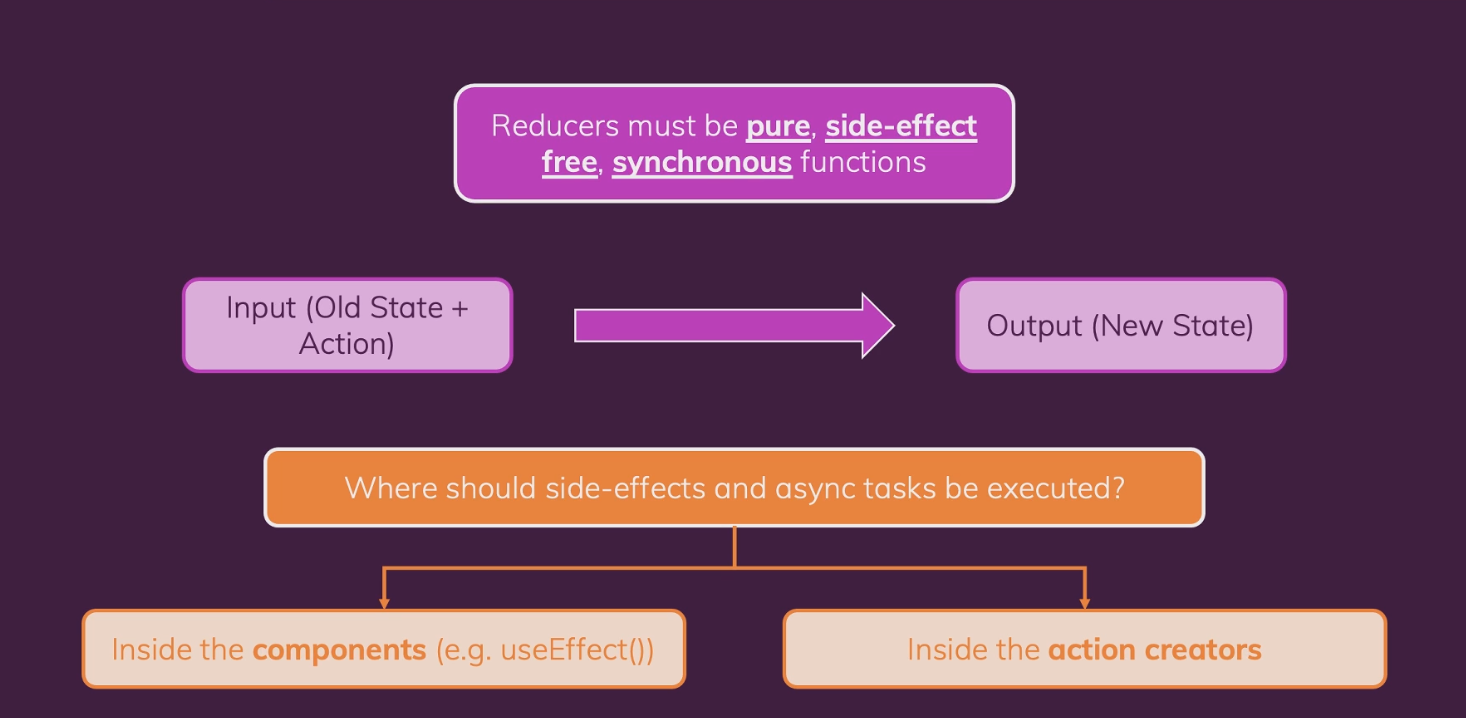 Reducers must be pure, side-effect
free, synchronous functions
Input (Old State +
Action)
Output (New State)
Where should side-effects and async tasks be executed?
Inside the components (e.g. useEffect())
Inside the action creators